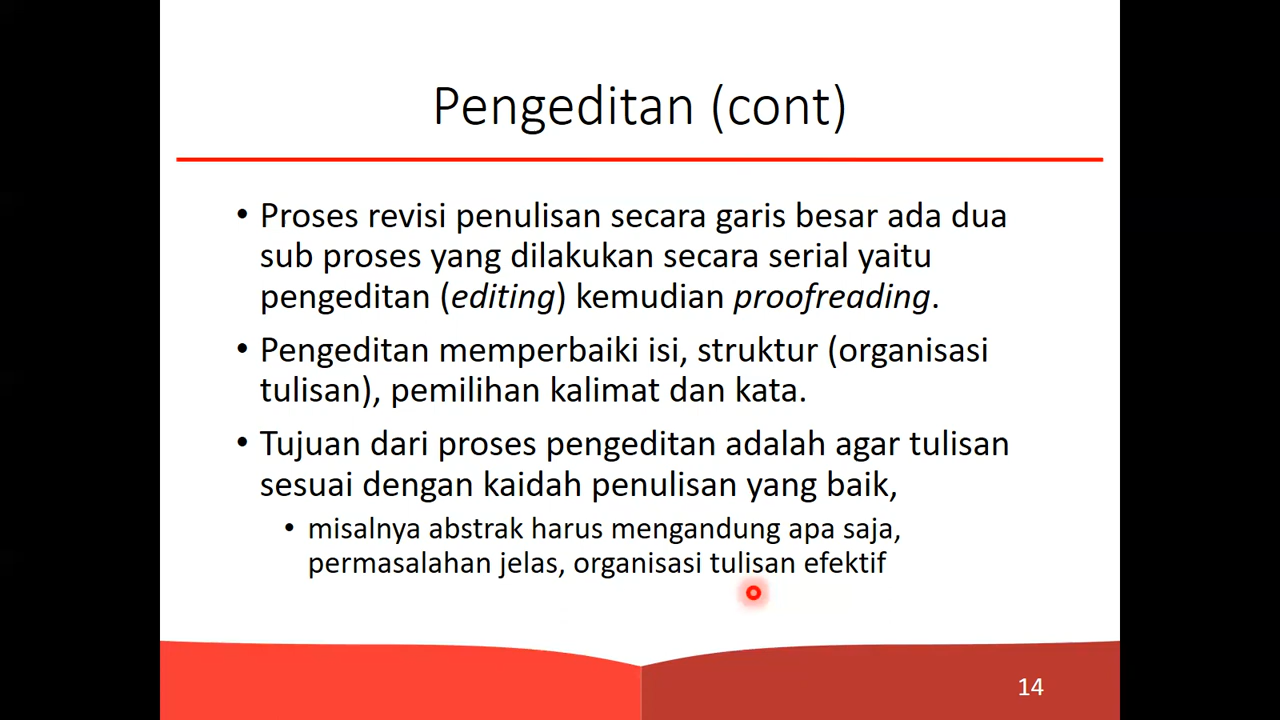 Pengeditan (cont)
• Proses revisi penulisan secara garis besar ada dua
sub proses yang dilakukan secara serial yaitu
pengeditan (editing) kemudian proofreading.
• Pengeditan memperbaiki isi, struktur (organisasi
tulisan), pemilihan kalimat dan kata.
• Tujuan dari proses pengeditan adalah agar tulisan
sesuai dengan kaidah penulisan yang baik,
• misalnya abstrak harus mengandung apa saja,
permasalahan jelas, organisasi tulisan efektif
14